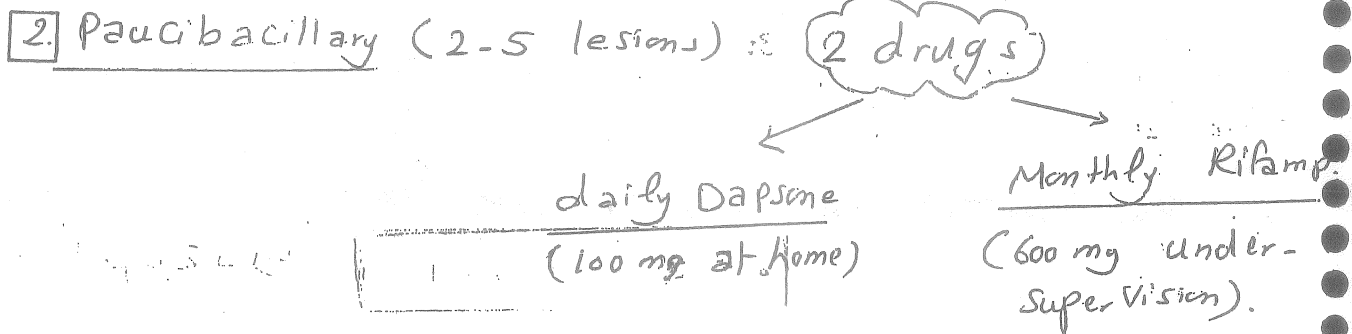 2. Paucibacillary (2-5 lesions) : 2 drugs
daily Dapsone
(100 mg at home)
Monthly Rifamp.
(600 mg under-
supervision).